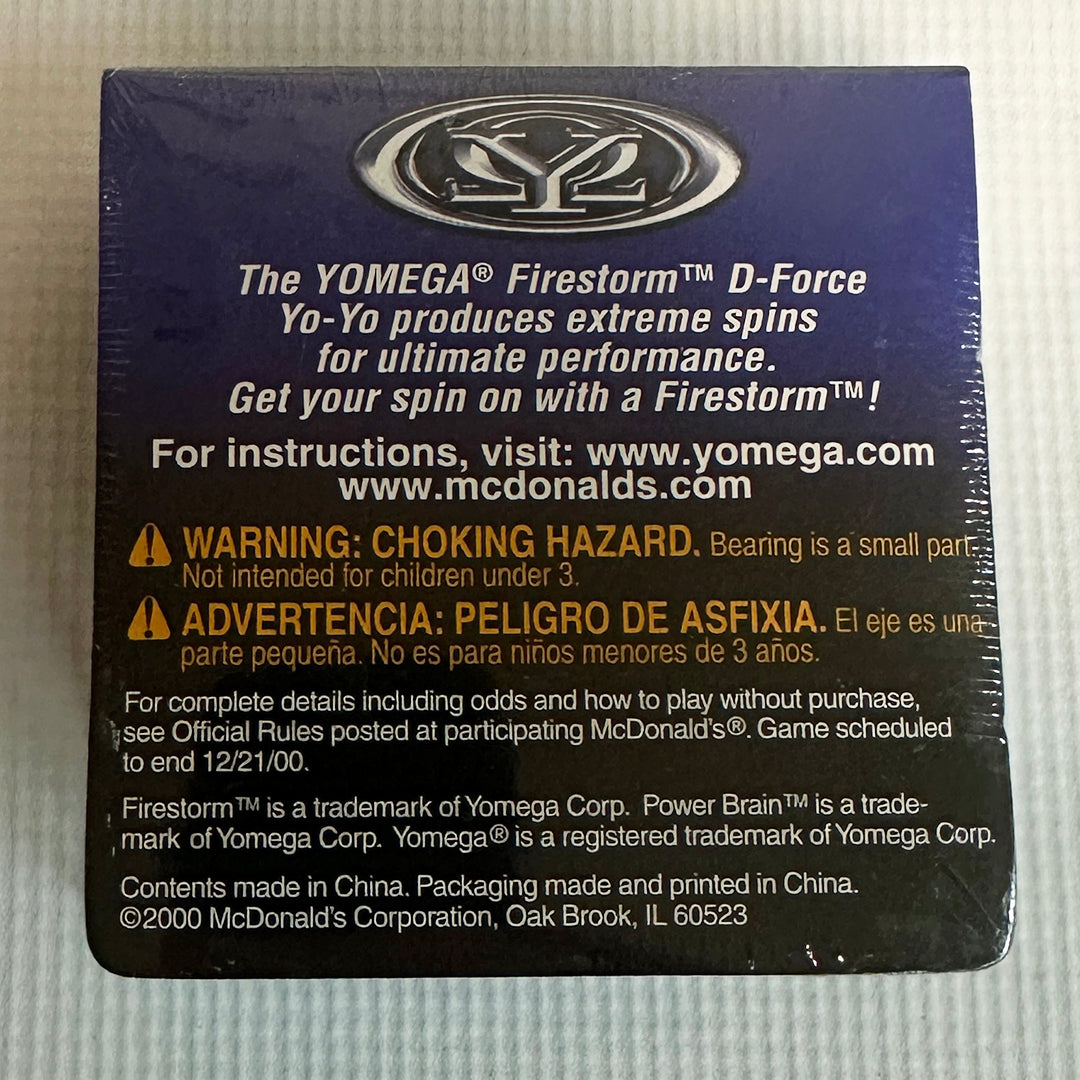 The YOMEGA® Firestorm™ D-Force
Yo-Yo produces extreme spins
for ultimate performance.
Get your spin on with a Firestorm™!
For instructions, visit: www.yomega.com
www.mcdonalds.com
WARNING: CHOKING HAZARD. Bearing is a small part.
Not intended for children under 3.
ADVERTENCIA: PELIGRO DE ASFIXIA. El eje es una
parte pequeña. No es para niños menores de 3 años.
For complete details including odds and how to play without purchase,
see Official Rules posted at participating McDonald's®. Game scheduled
to end 12/21/00.
Firestorm™ is a trademark of Yomega Corp. Power Brain™ is a trade-
mark of Yomega Corp. Yomega® is a registered trademark of Yomega Corp.
Contents made in China. Packaging made and printed in China.
©2000 McDonald's Corporation, Oak Brook, IL 60523